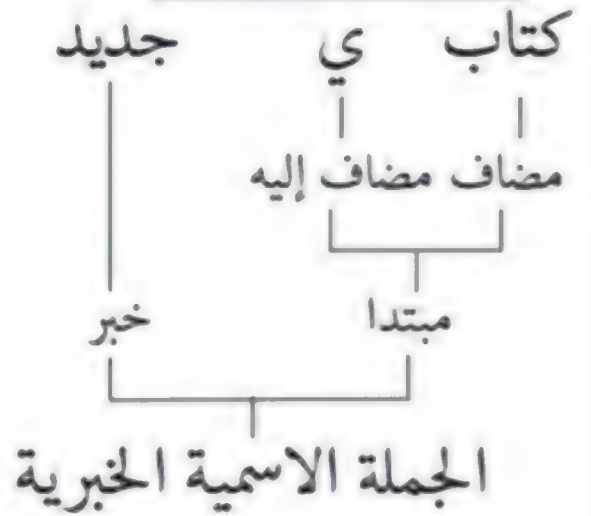 كتاب ي جديد
مضاف مضاف إليه
مبتدا خبر
الجملة الاسمية الخبرية